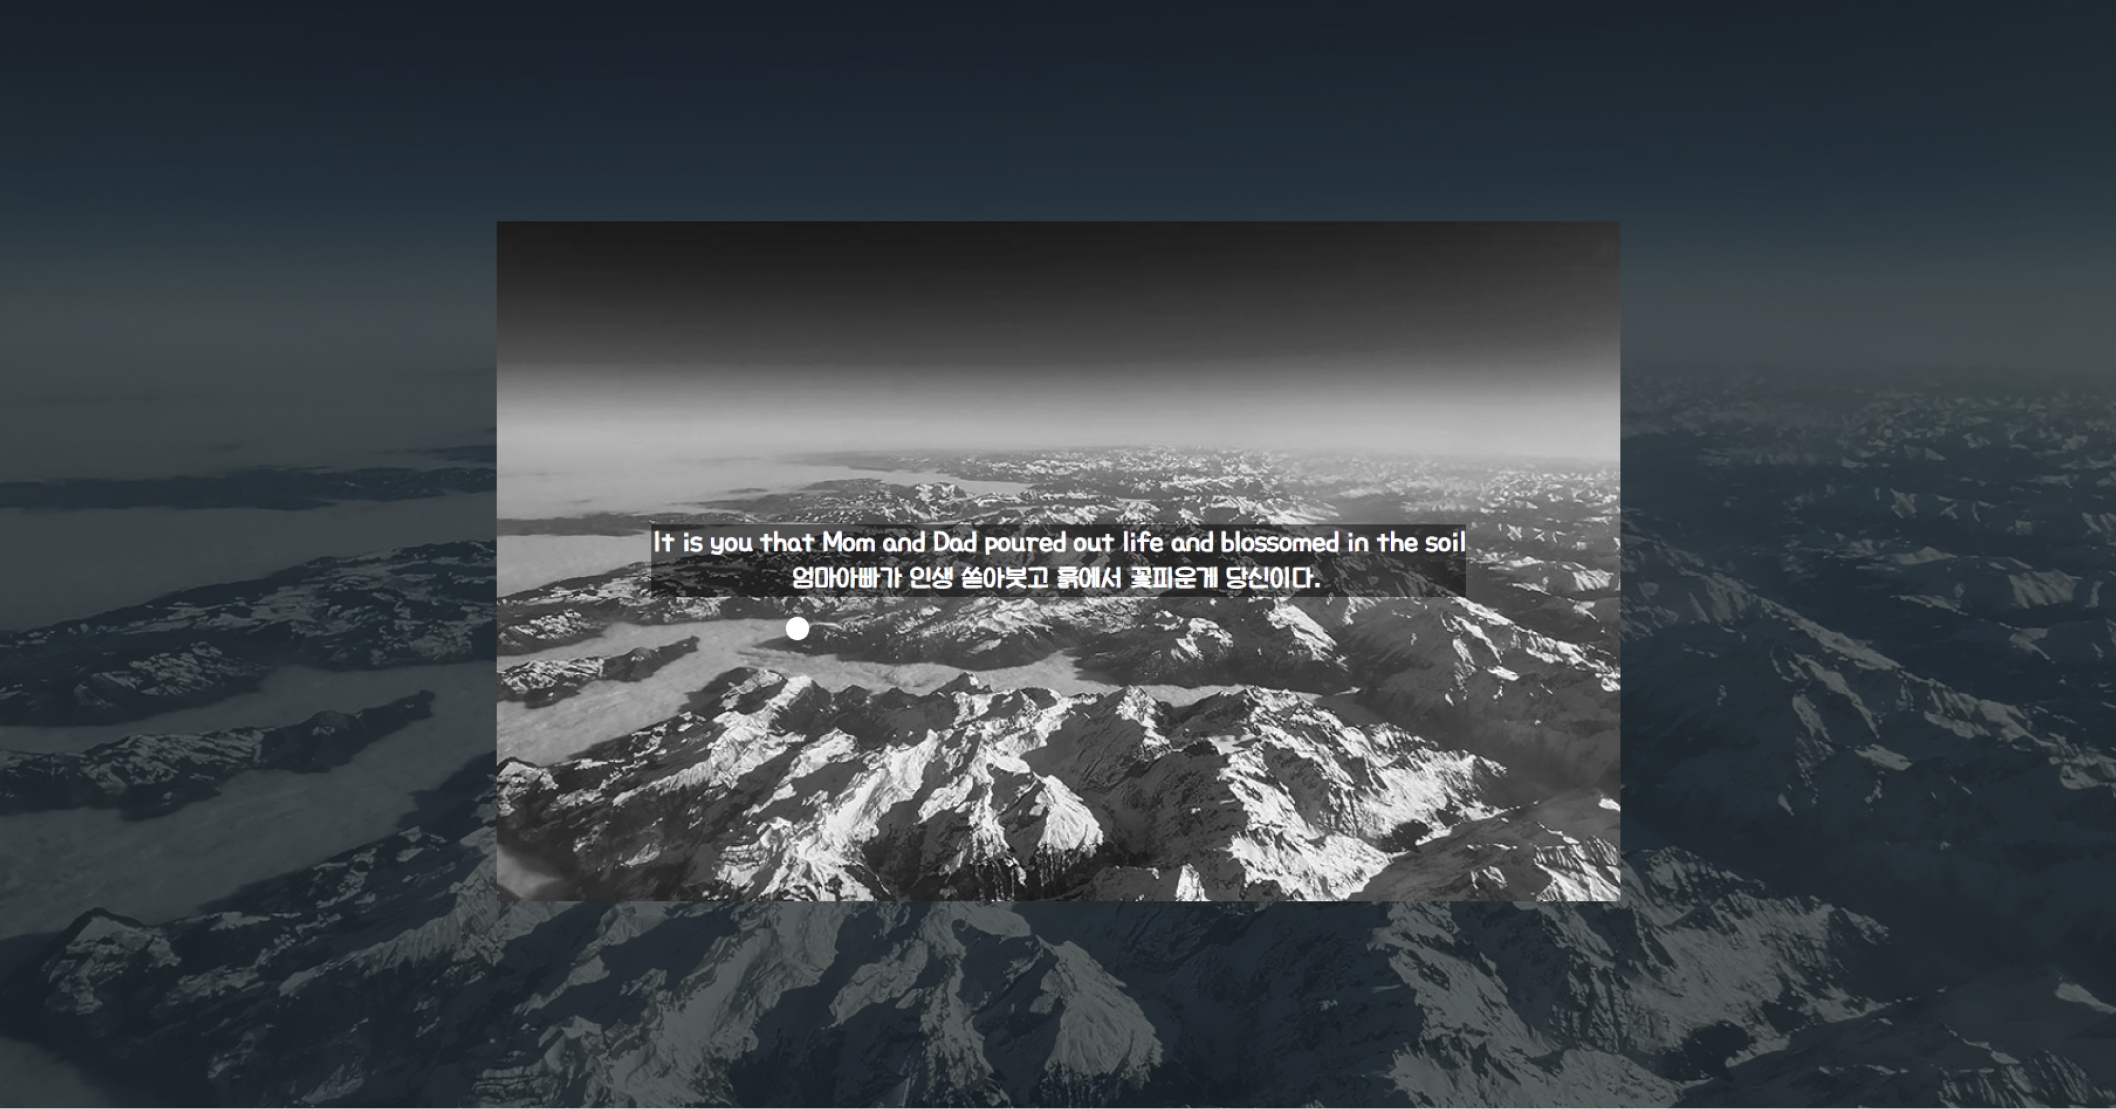 It is you that Mom and Dad poured out life and blossomed in the soil
엄마아빠가 인생 쏟아붓고 흙에서 꽃피운게 당신이다.